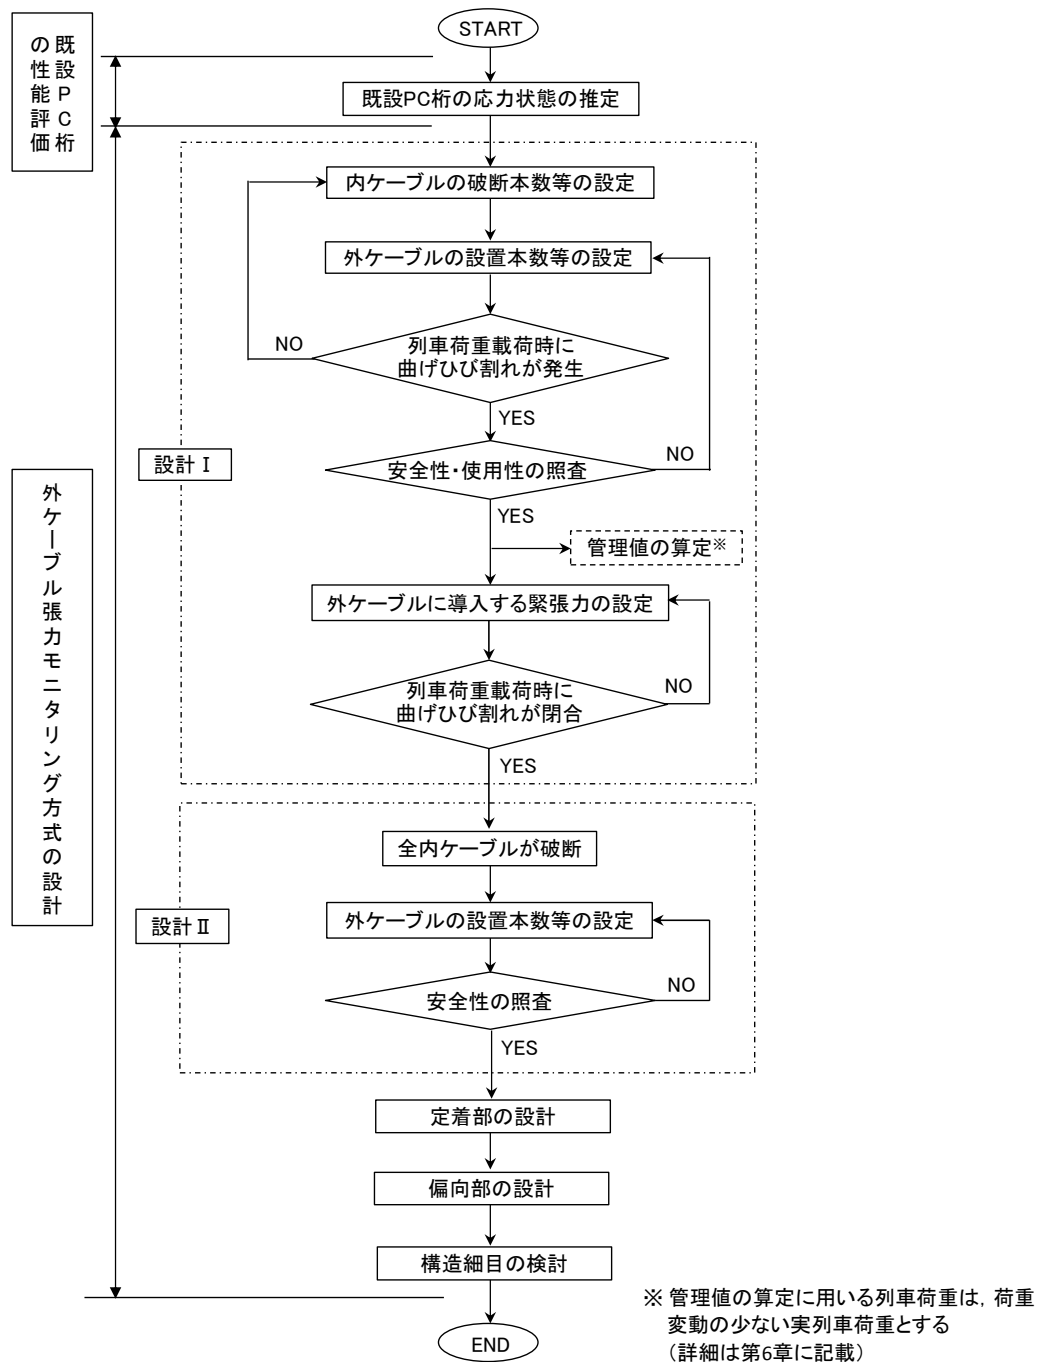 START
既設PC桁
の性能評価
既設PC桁の応力状態の推定
内ケーブルの破断本数等の設定
外ケーブルの設置本数等の設定
NO
列車荷重載荷時に
曲げひび割れが発生
YES
設計Ⅰ
安全性・使用性の照査
NO
YES
管理値の算定※
外ケーブルに導入する緊張力の設定
列車荷重載荷時に
曲げひび割れが閉合
NO
YES
外ケーブル張力モニタリング方式の設計
全内ケーブルが破断
設計Ⅱ
外ケーブルの設置本数等の設定
安全性の照査
NO
YES
定着部の設計
偏向部の設計
構造細目の検討
END
※ 管理値の算定に用いる列車荷重は，荷重
変動の少ない実列車荷重とする
（詳細は第6章に記載）